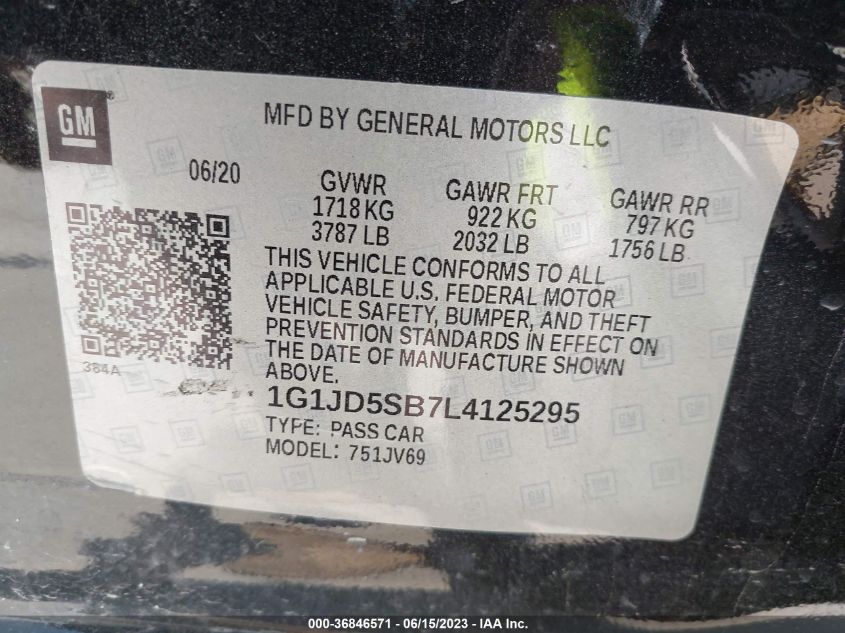 GM
MFD BY GENERAL MOTORS LLC
06/20
GVWR
1718 KG
3787 LB
GAWR FRT
922 KG
2032 LB
GAWR RR
797 KG
1756 LB
THIS VEHICLE CONFORMS TO ALL
APPLICABLE U.S. FEDERAL MOTOR
VEHICLE SAFETY, BUMPER, AND THEFT
PREVENTION STANDARDS IN EFFECT ON
THE DATE OF MANUFACTURE SHOWN
ABOVE.
384A
1G1JD5SB7L4125295
TYPE: PASS CAR
MODEL: 751JV69
000-36846571 - 06/15/2023 - IAA Inc.